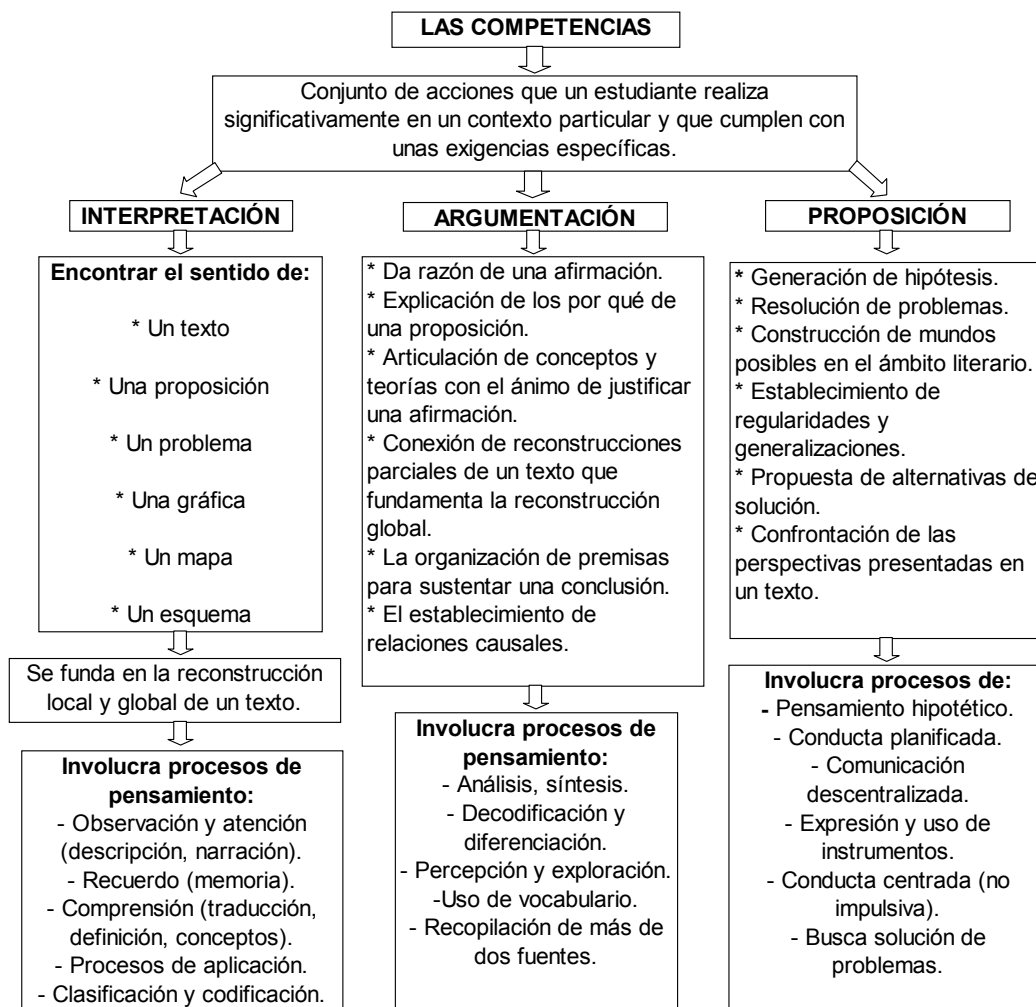 LAS COMPETENCIAS
Conjunto de acciones que un estudiante realiza
significativamente en un contexto particular y que cumplen con
unas exigencias específicas.
INTERPRETACIÓN
Encontrar el sentido de:
* Un texto
* Una proposición
* Un problema
* Una gráfica
* Un mapa
* Un esquema
Se funda en la reconstrucción
local y global de un texto.
Involucra procesos de
pensamiento:
- Observación y atención
(descripción, narración).
- Recuerdo (memoria).
- Comprensión (traducción,
definición, conceptos).
- Procesos de aplicación.
- Clasificación y codificación.
ARGUMENTACIÓN
* Da razón de una afirmación.
* Explicación de los por qué de
una proposición.
* Articulación de conceptos y
teorías con el ánimo de justificar
una afirmación.
* Conexión de reconstrucciones
parciales de un texto que
fundamenta la reconstrucción
global.
* La organización de premisas
para sustentar una conclusión.
* El establecimiento de
relaciones causales.
Involucra procesos de
pensamiento:
- Análisis, síntesis.
- Decodificación y
diferenciación.
- Percepción y exploración.
-Uso de vocabulario.
- Recopilación de más de
dos fuentes.
PROPOSICIÓN
* Generación de hipótesis.
* Resolución de problemas.
* Construcción de mundos
posibles en el ámbito literario.
* Establecimiento de
regularidades y
generalizaciones.
* Propuesta de alternativas de
solución.
* Confrontación de las
perspectivas presentadas en
un texto.
Involucra procesos de:
- Pensamiento hipotético.
- Conducta planificada.
- Comunicación
descentralizada.
- Expresión y uso de
instrumentos.
- Conducta centrada (no
impulsiva).
- Busca solución de
problemas.